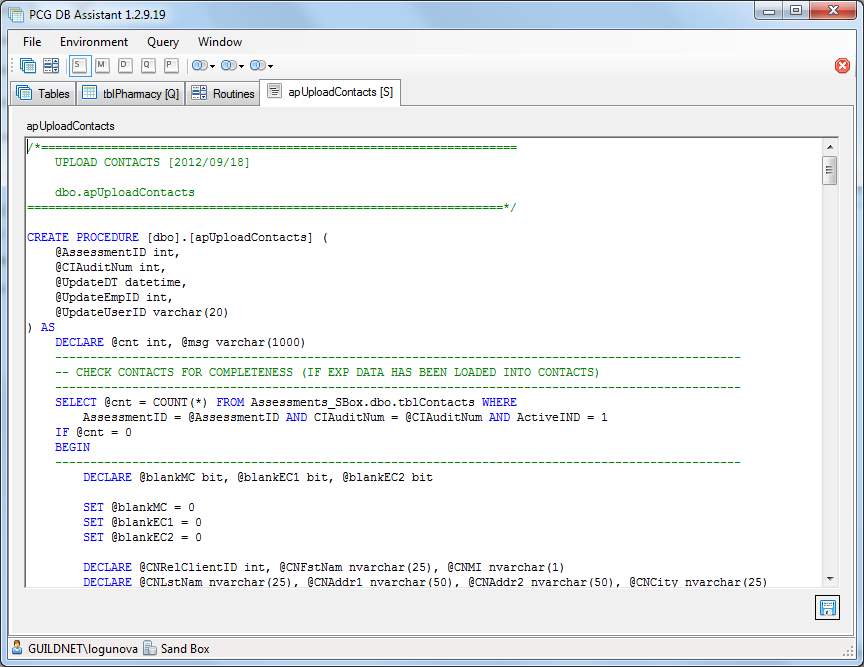 PCG DB Assistant 1.2.9.19
File Environment Query Window
S M D Q P
Tables tblPharmacy [Q] Routines apUploadContacts [S]
apUploadContacts
/*====================================================================
UPLOAD CONTACTS [2012/09/18]
dbo.apUploadContacts
====================================================================*/
CREATE PROCEDURE [dbo].[apUploadContacts] (
@AssessmentID int,
@CIAuditNum int,
@UpdateDT datetime,
@UpdateEmpID int,
@UpdateUserID varchar(20)
) AS
DECLARE @cnt int, @msg varchar(1000)
--------------------------------------------------------------------------------------------------
-- CHECK CONTACTS FOR COMPLETENESS (IF EXP DATA HAS BEEN LOADED INTO CONTACTS)
--------------------------------------------------------------------------------------------------
SELECT @cnt = COUNT(*) FROM Assessments_SBox.dbo.tblContacts WHERE
AssessmentID = @AssessmentID AND CIAuditNum = @CIAuditNum AND ActiveIND = 1
IF @cnt = 0
BEGIN
--------------------------------------------------------------------------------------------------
DECLARE @blankMC bit, @blankEC1 bit, @blankEC2 bit
SET @blankMC = 0
SET @blankEC1 = 0
SET @blankEC2 = 0
DECLARE @CNRelClientID int, @CNFstNam nvarchar(25), @CNMI nvarchar(1)
DECLARE @CNLstNam nvarchar(25), @CNAddr1 nvarchar(50), @CNAddr2 nvarchar(50), @CNCity nvarchar(25)
GUILDNET\logunova Sand Box